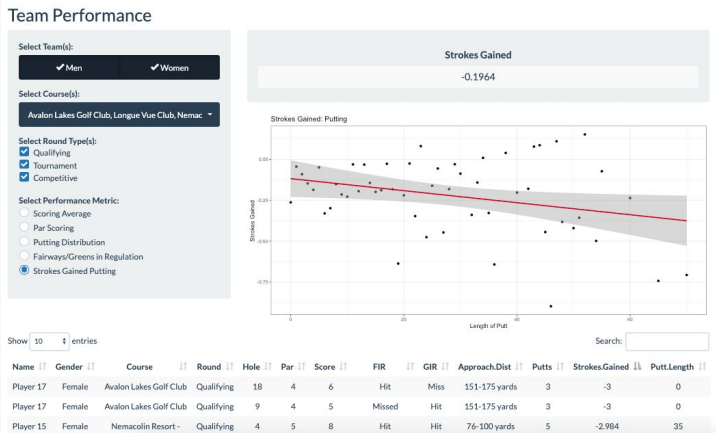 Team Performance
Select Team(s):
✔ Men ✔ Women
Select Course(s):
Avalon Lakes Golf Club, Longue Vue Club, Nemac
Select Round Type(s):
Qualifying
Tournament
Competitive
Select Performance Metric:
Scoring Average
Par Scoring
Putting Distribution
Fairways/Greens in Regulation
Strokes Gained Putting
Strokes Gained
-0.1964
Strokes Gained: Putting
Strokes Gained
0.00
-0.25
-0.50
-0.75
0 20 40 60
Length of Putt
Show 10 entries
Search:
Name Gender Course Round Hole Par Score FIR GIR Approach.Dist Putts Strokes.Gained Putt.Length
Player 17 Female Avalon Lakes Golf Club Qualifying 18 4 6 Hit Miss 151-175 yards 3 -3 0
Player 17 Female Avalon Lakes Golf Club Qualifying 9 4 5 Missed Hit 151-175 yards 3 -3 0
Player 15 Female Nemacolin Resort - Qualifying 4 5 8 Hit Hit 76-100 yards 5 -2.984 35